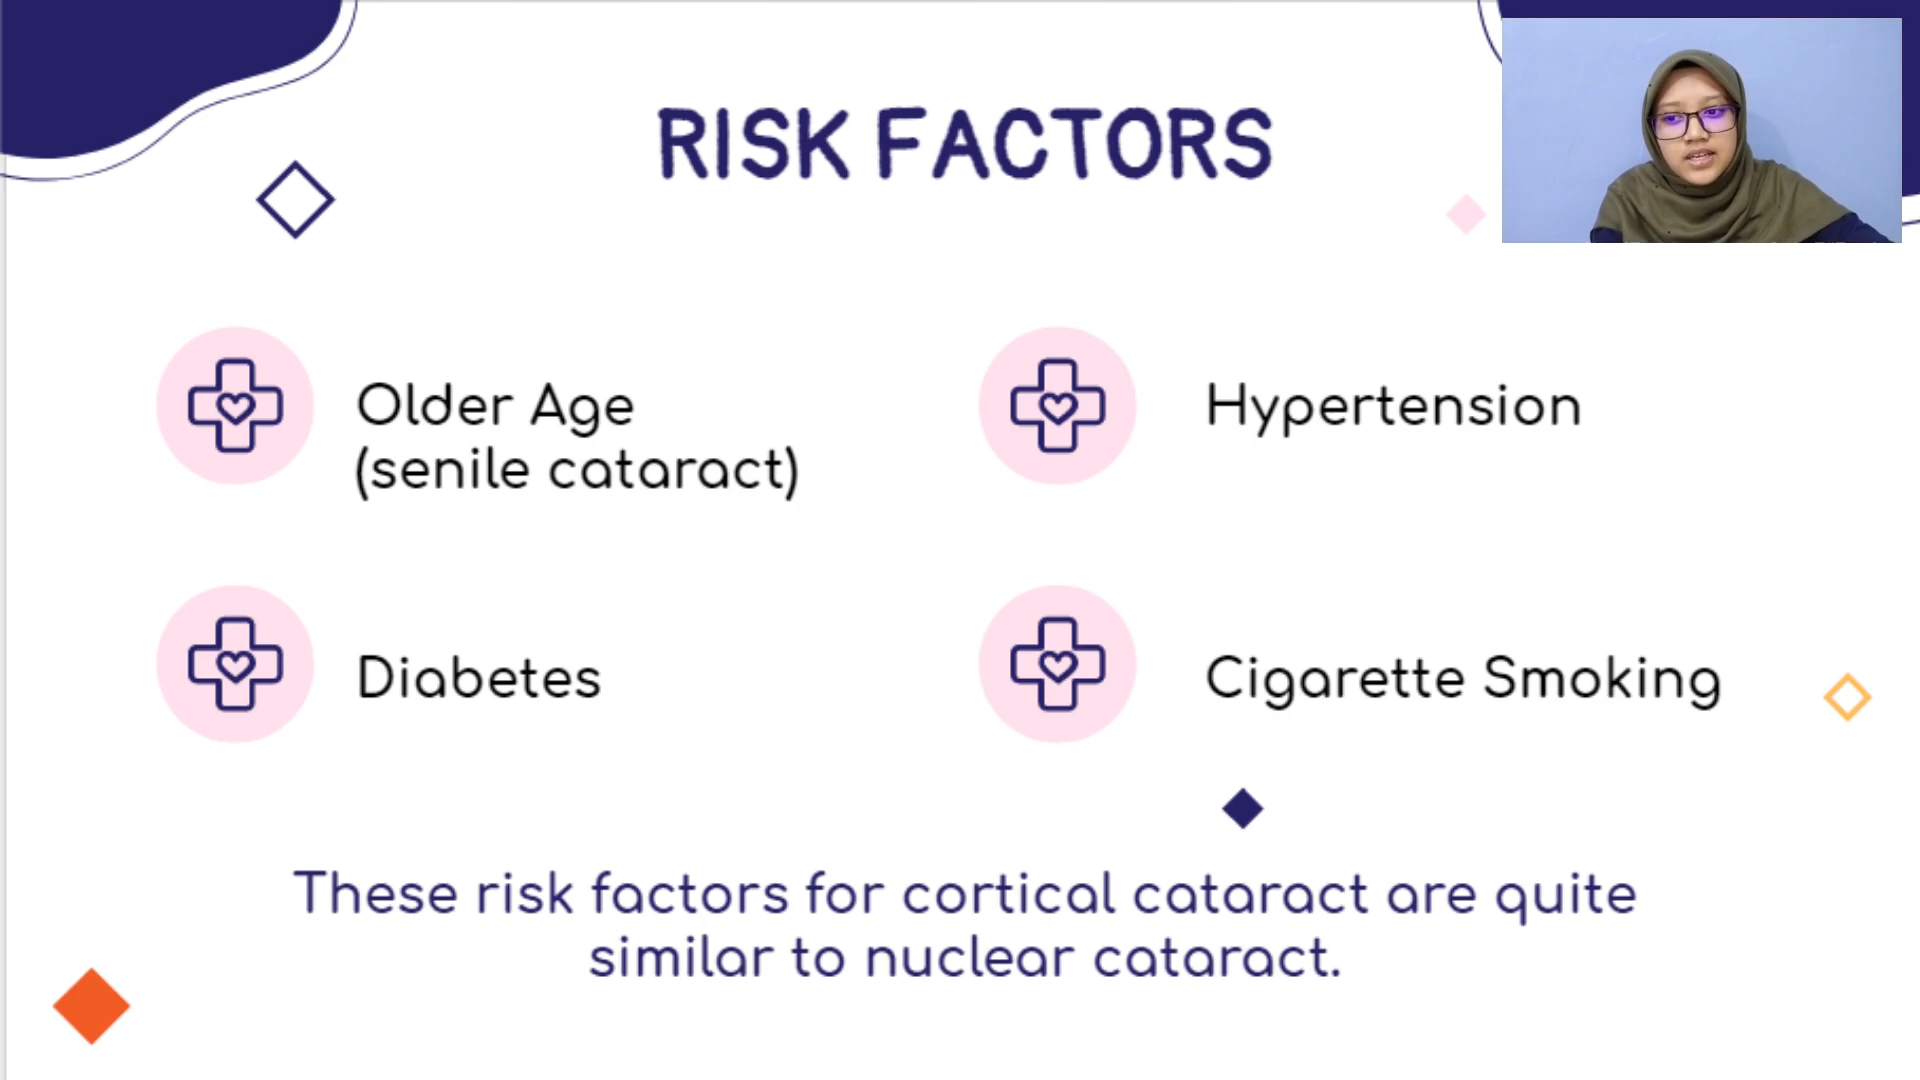 RISK FACTORS
Older Age
(senile cataract)
Hypertension
Diabetes
Cigarette Smoking
These risk factors for cortical cataract are quite
similar to nuclear cataract.